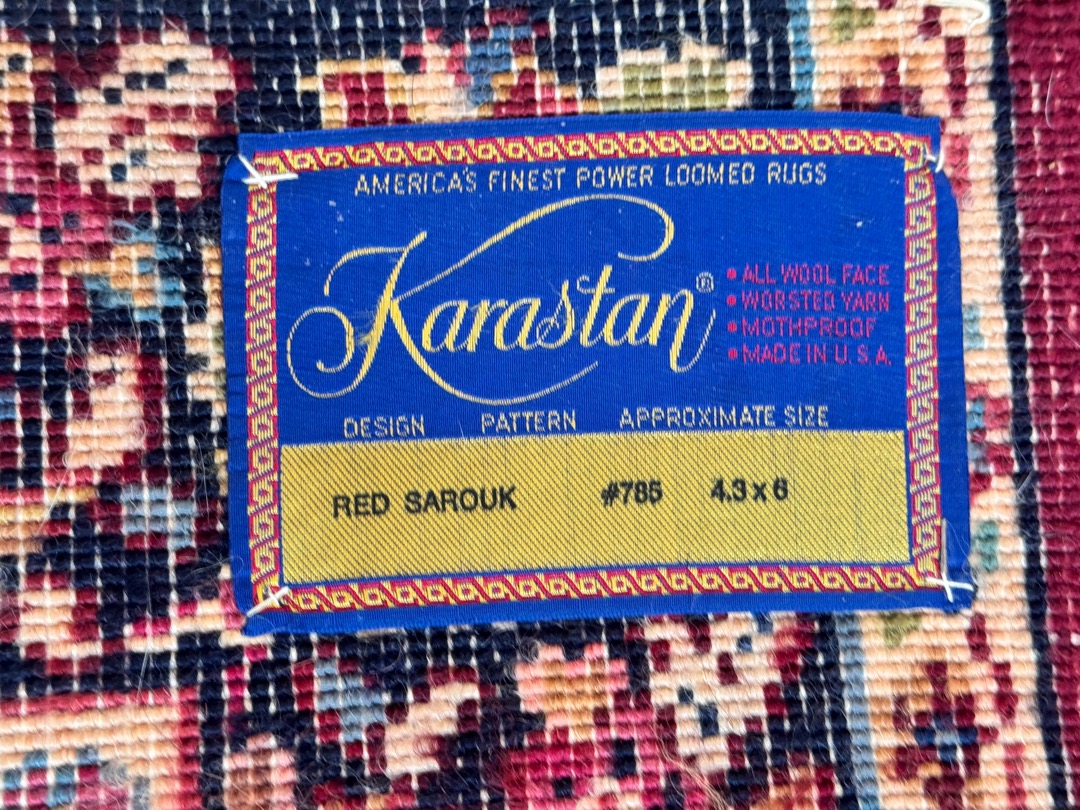 AMERICA'S FINEST POWER LOOMED RUGS
Karastan®
• ALL WOOL FACE
• WORSTED YARN
• MOTHPROOF
• MADE IN U.S.A.
DESIGN PATTERN APPROXIMATE SIZE
RED SAROUK #785 4.3 x 6